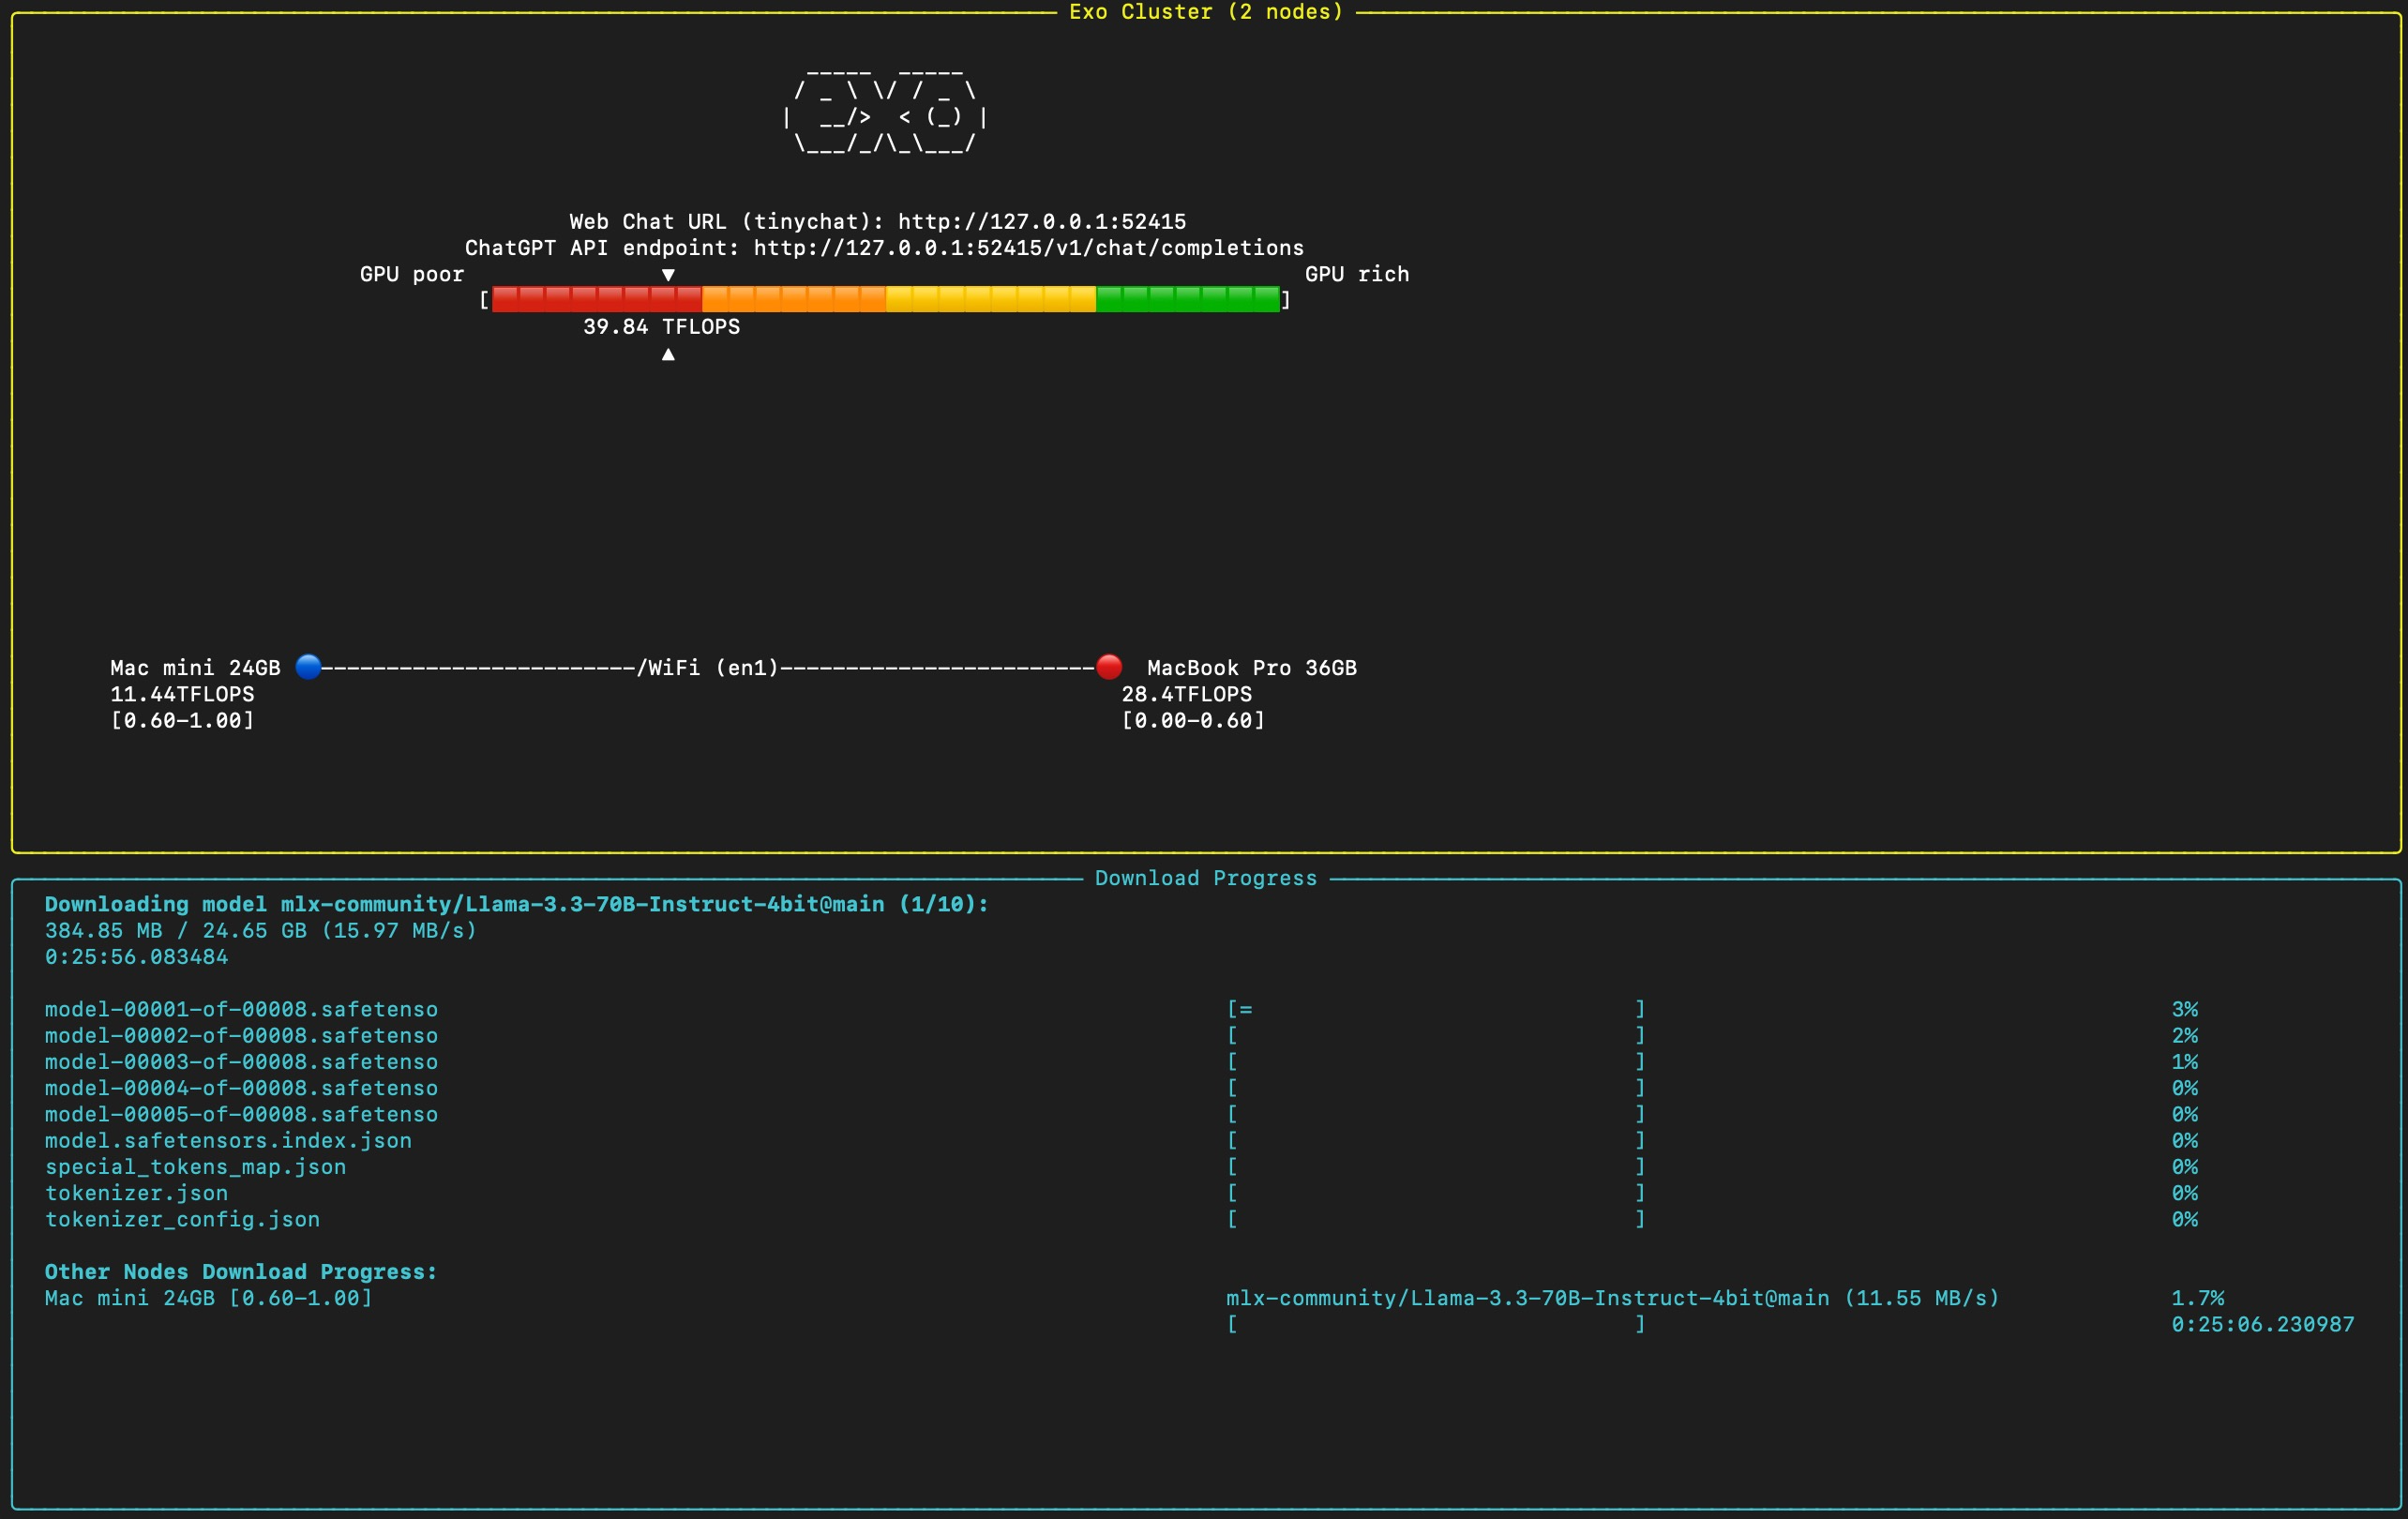 Exo Cluster (2 nodes)
  _____  _____
 / _ \ \/ / _ \
|  __/>  < (_) |
 \___/_/\_\___/
Web Chat URL (tinychat): http://127.0.0.1:52415
ChatGPT API endpoint: http://127.0.0.1:52415/v1/chat/completions
GPU poor ▼ GPU rich
[ ]
39.84 TFLOPS
▲
Mac mini 24GB 🔵------------------------/WiFi (en1)------------------------🔴 MacBook Pro 36GB
11.44TFLOPS 28.4TFLOPS
[0.60-1.00] [0.00-0.60]
Download Progress
Downloading model mlx-community/Llama-3.3-70B-Instruct-4bit@main (1/10):
384.85 MB / 24.65 GB (15.97 MB/s)
0:25:56.083484
model-00001-of-00008.safetenso [= ] 3%
model-00002-of-00008.safetenso [ ] 2%
model-00003-of-00008.safetenso [ ] 1%
model-00004-of-00008.safetenso [ ] 0%
model-00005-of-00008.safetenso [ ] 0%
model.safetensors.index.json [ ] 0%
special_tokens_map.json [ ] 0%
tokenizer.json [ ] 0%
tokenizer_config.json [ ] 0%
Other Nodes Download Progress:
Mac mini 24GB [0.60-1.00] mlx-community/Llama-3.3-70B-Instruct-4bit@main (11.55 MB/s) 1.7%
[ ] 0:25:06.230987